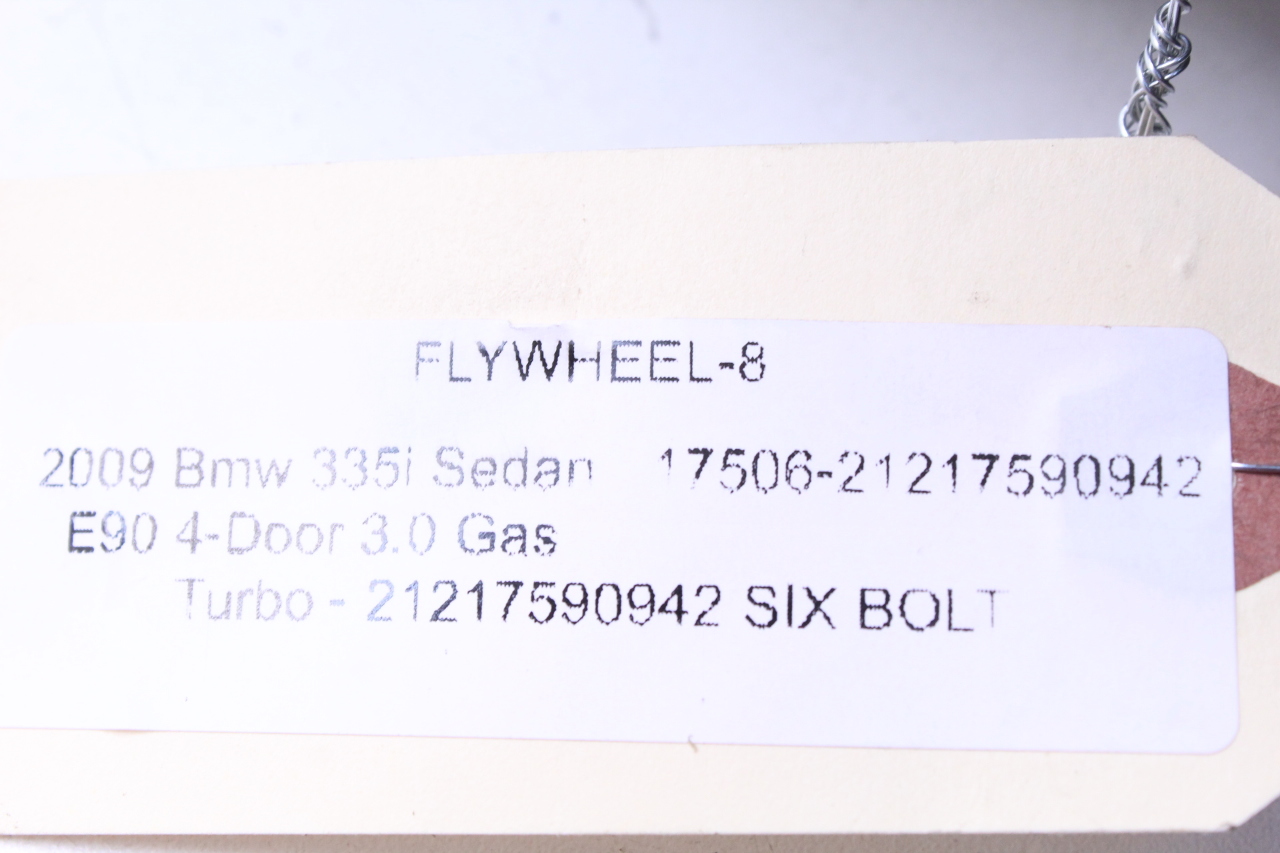 FLYWHEEL-8
2009 Bmw 335i Sedan 17506-21217590942
E90 4-Door 3.0 Gas
Turbo - 21217590942 SIX BOLT